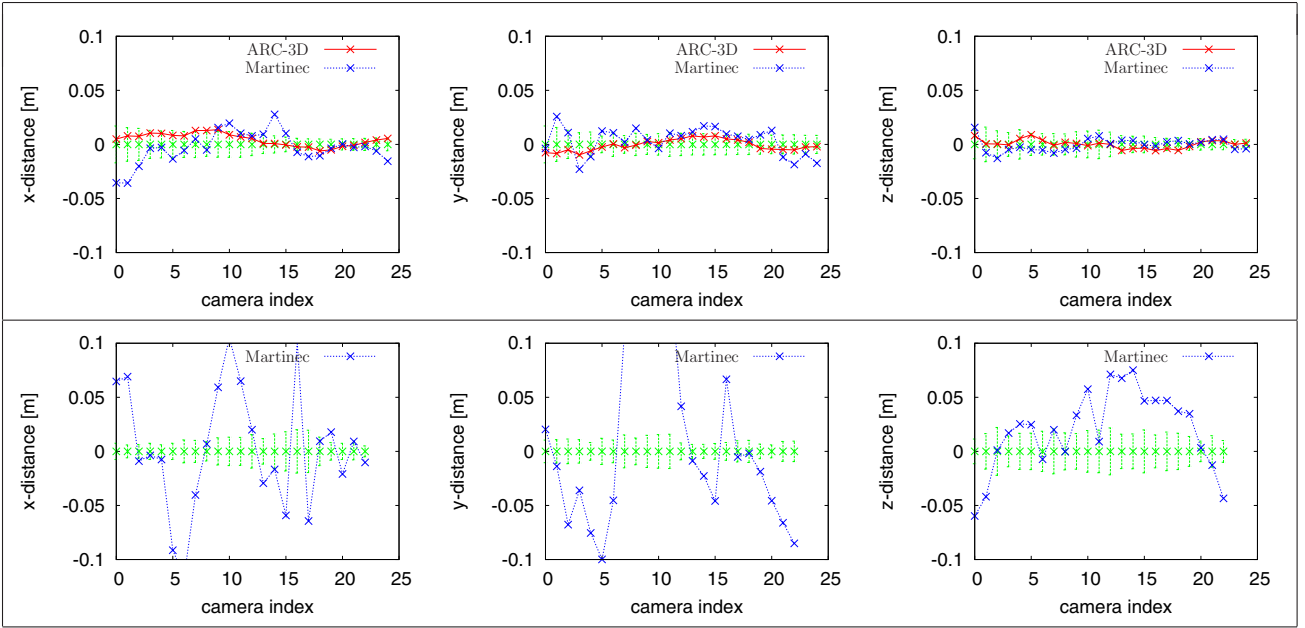 0.1
0.05
0
-0.05
-0.1
x-distance [m]
ARC-3D
Martinec
0 5 10 15 20 25
camera index
0.1
0.05
0
-0.05
-0.1
y-distance [m]
ARC-3D
Martinec
0 5 10 15 20 25
camera index
0.1
0.05
0
-0.05
-0.1
z-distance [m]
ARC-3D
Martinec
0 5 10 15 20 25
camera index
0.1
0.05
0
-0.05
-0.1
x-distance [m]
Martinec
0 5 10 15 20 25
camera index
0.1
0.05
0
-0.05
-0.1
y-distance [m]
Martinec
0 5 10 15 20 25
camera index
0.1
0.05
0
-0.05
-0.1
z-distance [m]
Martinec
0 5 10 15 20 25
camera index